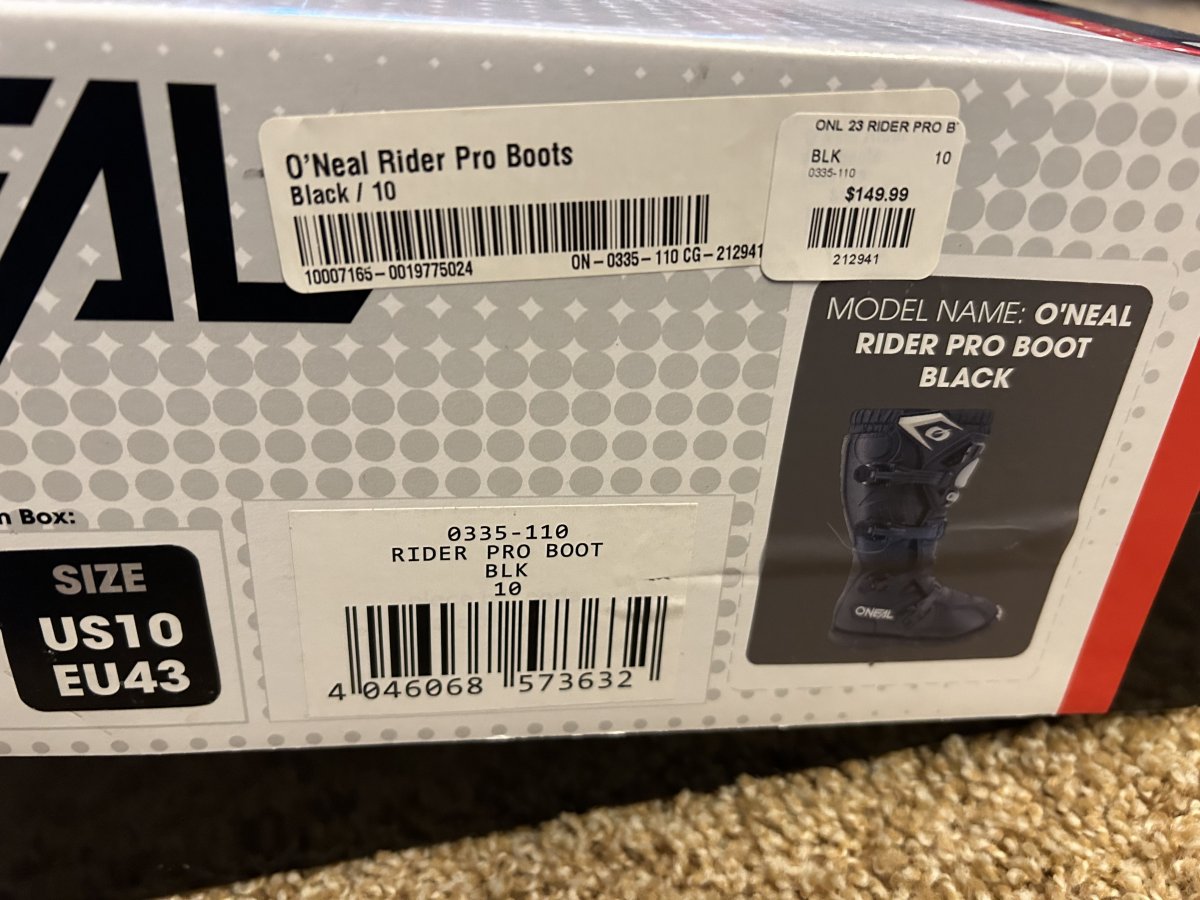 O'Neal Rider Pro Boots
Black / 10
10007165-0019775024
ON-0335-110 CG-212941
ONL 23 RIDER PRO B
BLK 10
0335-110
$149.99
212941
MODEL NAME: O'NEAL
RIDER PRO BOOT
BLACK
ONEAL
Box:
SIZE
US10
EU43
0335-110
RIDER PRO BOOT
BLK
10
4 046068 573632